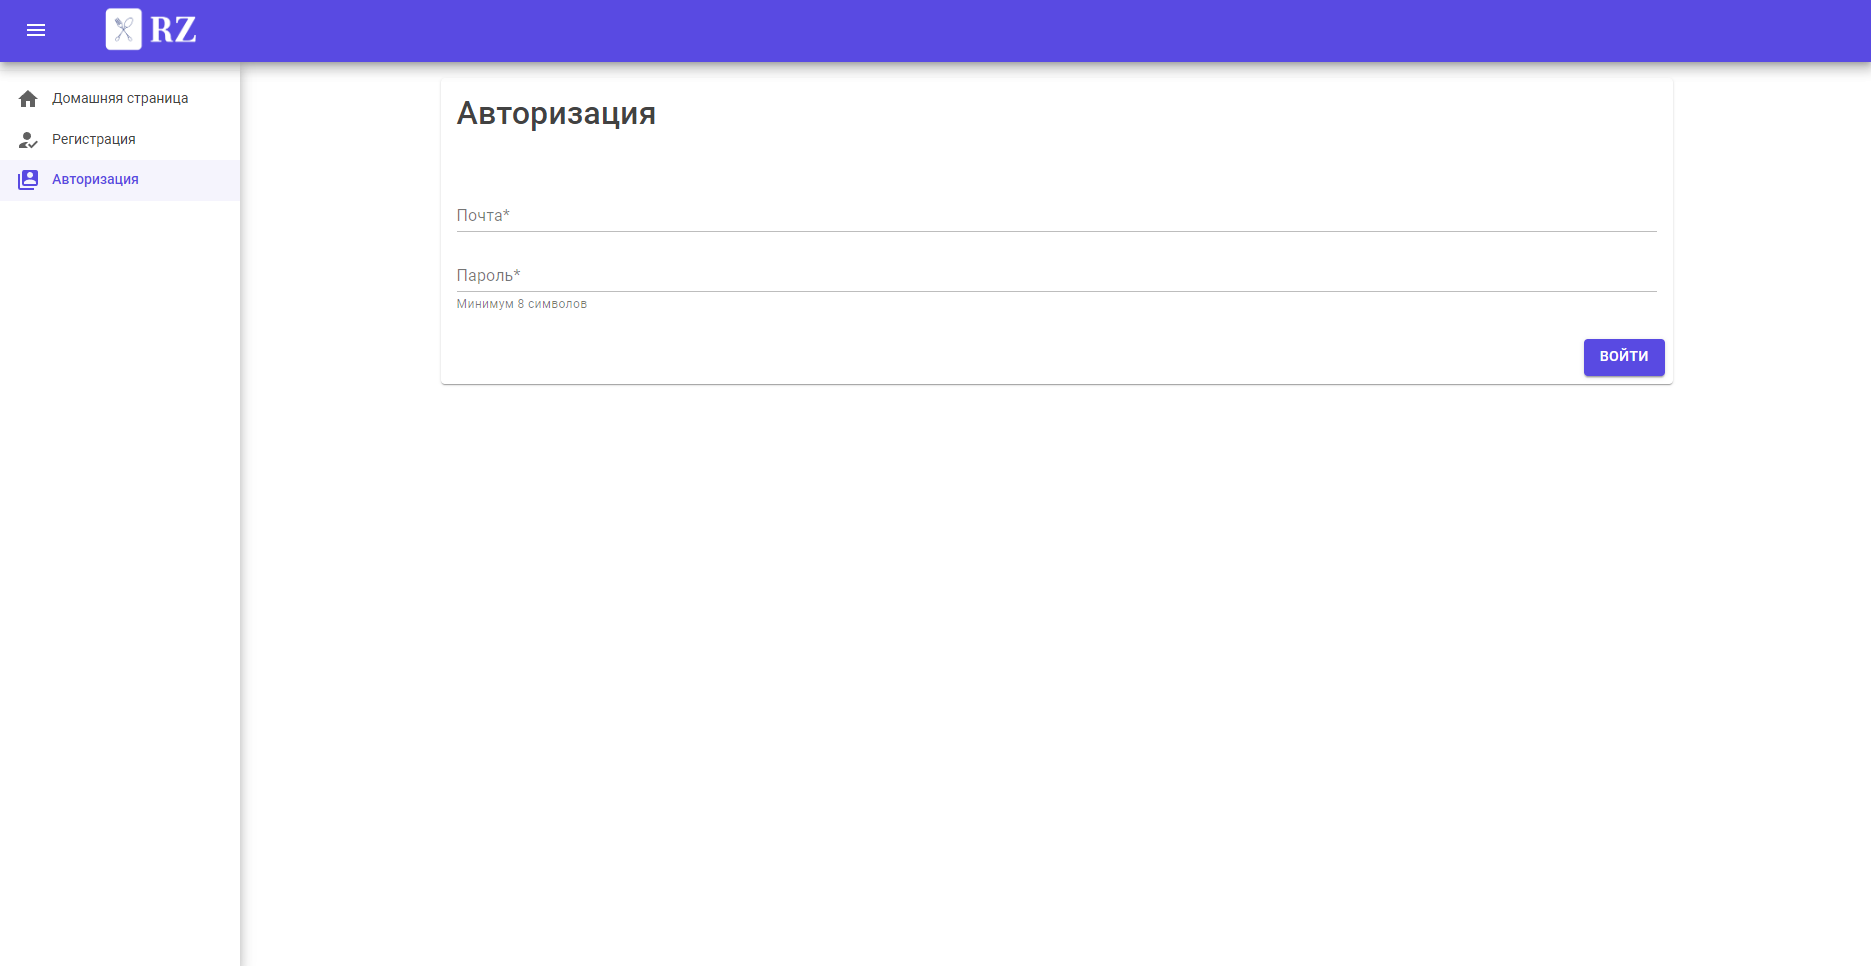 RZ
Домашняя страница
Регистрация
Авторизация
Авторизация
Почта*
Пароль*
Минимум 8 символов
ВОЙТИ